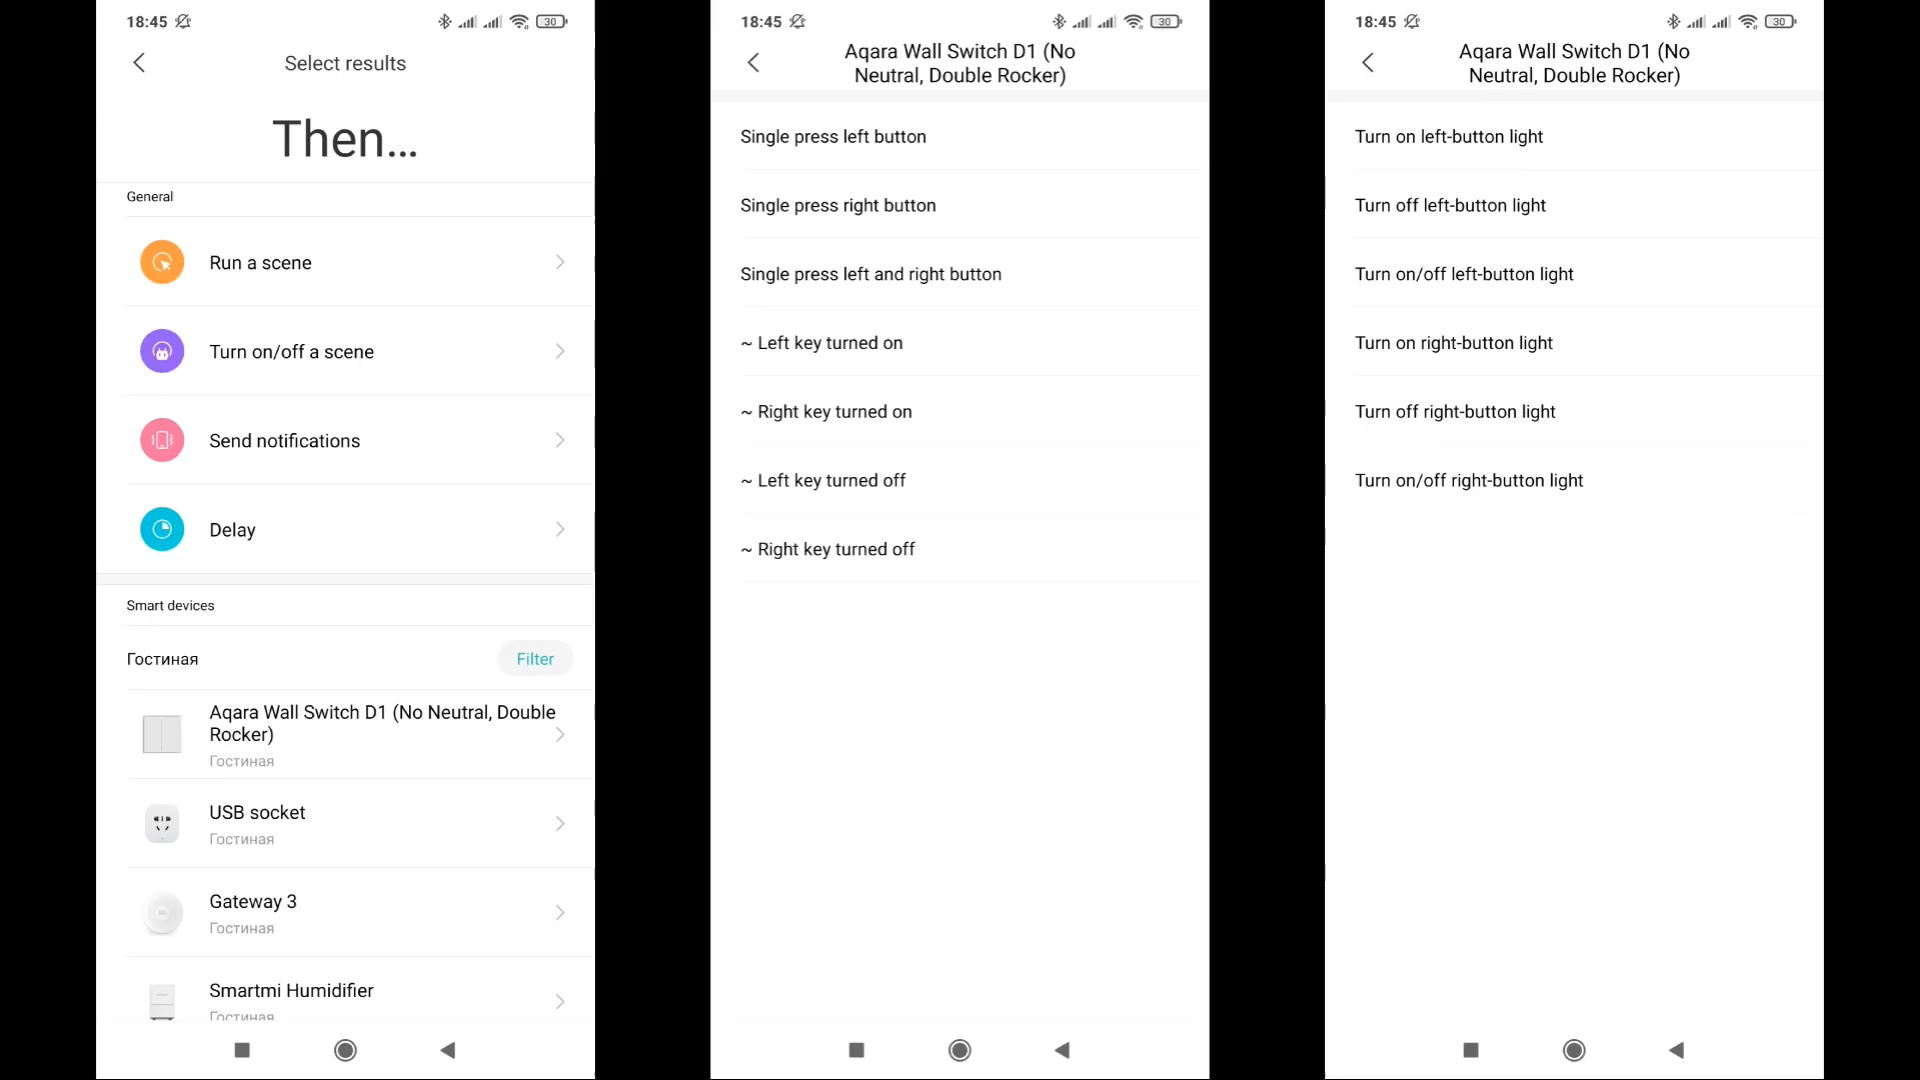 18:45
30
Select results
Then...
General
Run a scene
Turn on/off a scene
Send notifications
Delay
Smart devices
Гостиная
Filter
Aqara Wall Switch D1 (No Neutral, Double
Rocker)
Гостиная
USB socket
Гостиная
Gateway 3
Гостиная
Smartmi Humidifier
Гостиная
18:45
30
Aqara Wall Switch D1 (No
Neutral, Double Rocker)
Single press left button
Single press right button
Single press left and right button
~ Left key turned on
~ Right key turned on
~ Left key turned off
~ Right key turned off
18:45
30
Aqara Wall Switch D1 (No
Neutral, Double Rocker)
Turn on left-button light
Turn off left-button light
Turn on/off left-button light
Turn on right-button light
Turn off right-button light
Turn on/off right-button light